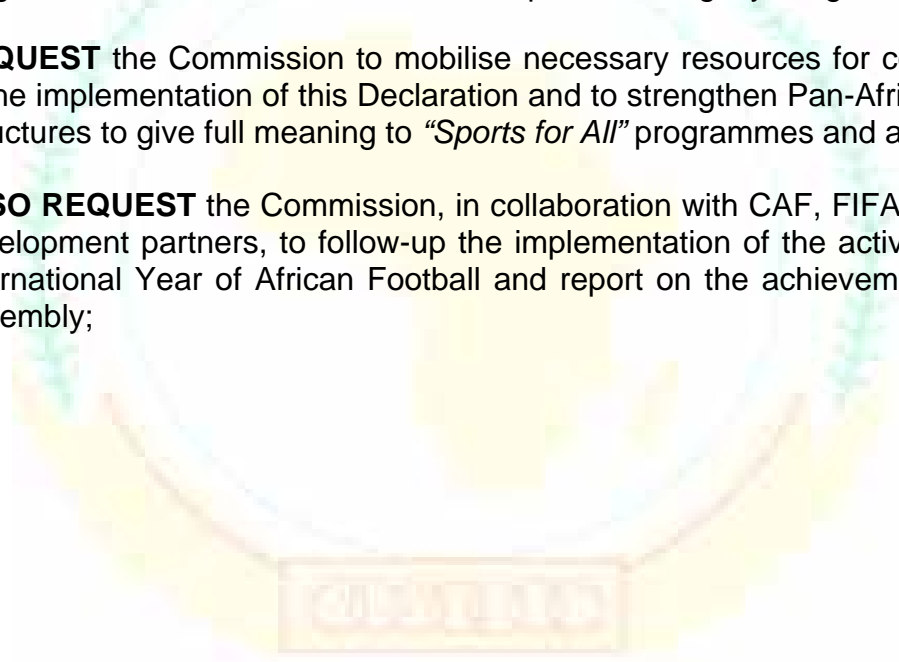 QUEST the Commission to mobilise necessary resources for c
he implementation of this Declaration and to strengthen Pan-Afri
uctures to give full meaning to “Sports for All” programmes and a
SO REQUEST the Commission, in collaboration with CAF, FIFA
elopment partners, to follow-up the implementation of the activ
rnational Year of African Football and report on the achievem
embly;